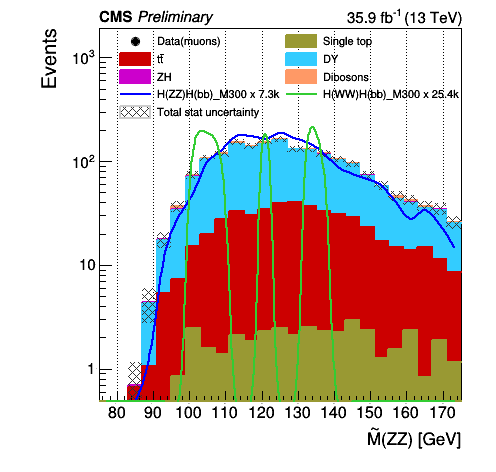 CMS Preliminary 35.9 fb⁻¹ (13 TeV)
Events
Data(muons) Single top
tt̄ DY
ZH Dibosons
H(ZZ)H(bb)_M300 x 7.3k H(WW)H(bb)_M300 x 25.4k
Total stat uncertainty
10³
10²
10
1
80 90 100 110 120 130 140 150 160 170
M̃(ZZ) [GeV]